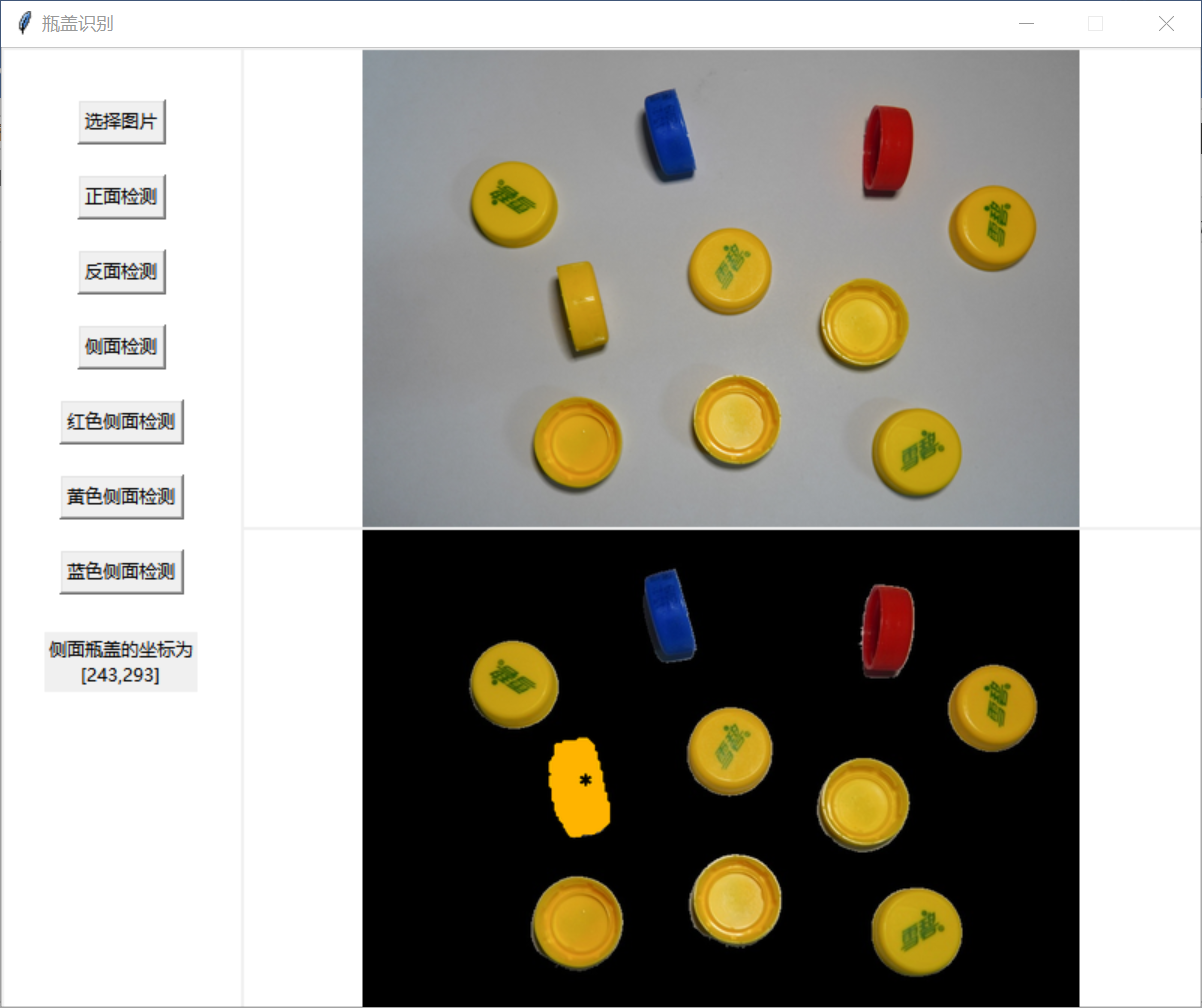 瓶盖识别
选择图片
正面检测
反面检测
侧面检测
红色侧面检测
黄色侧面检测
蓝色侧面检测
侧面瓶盖的坐标为
[243,293]